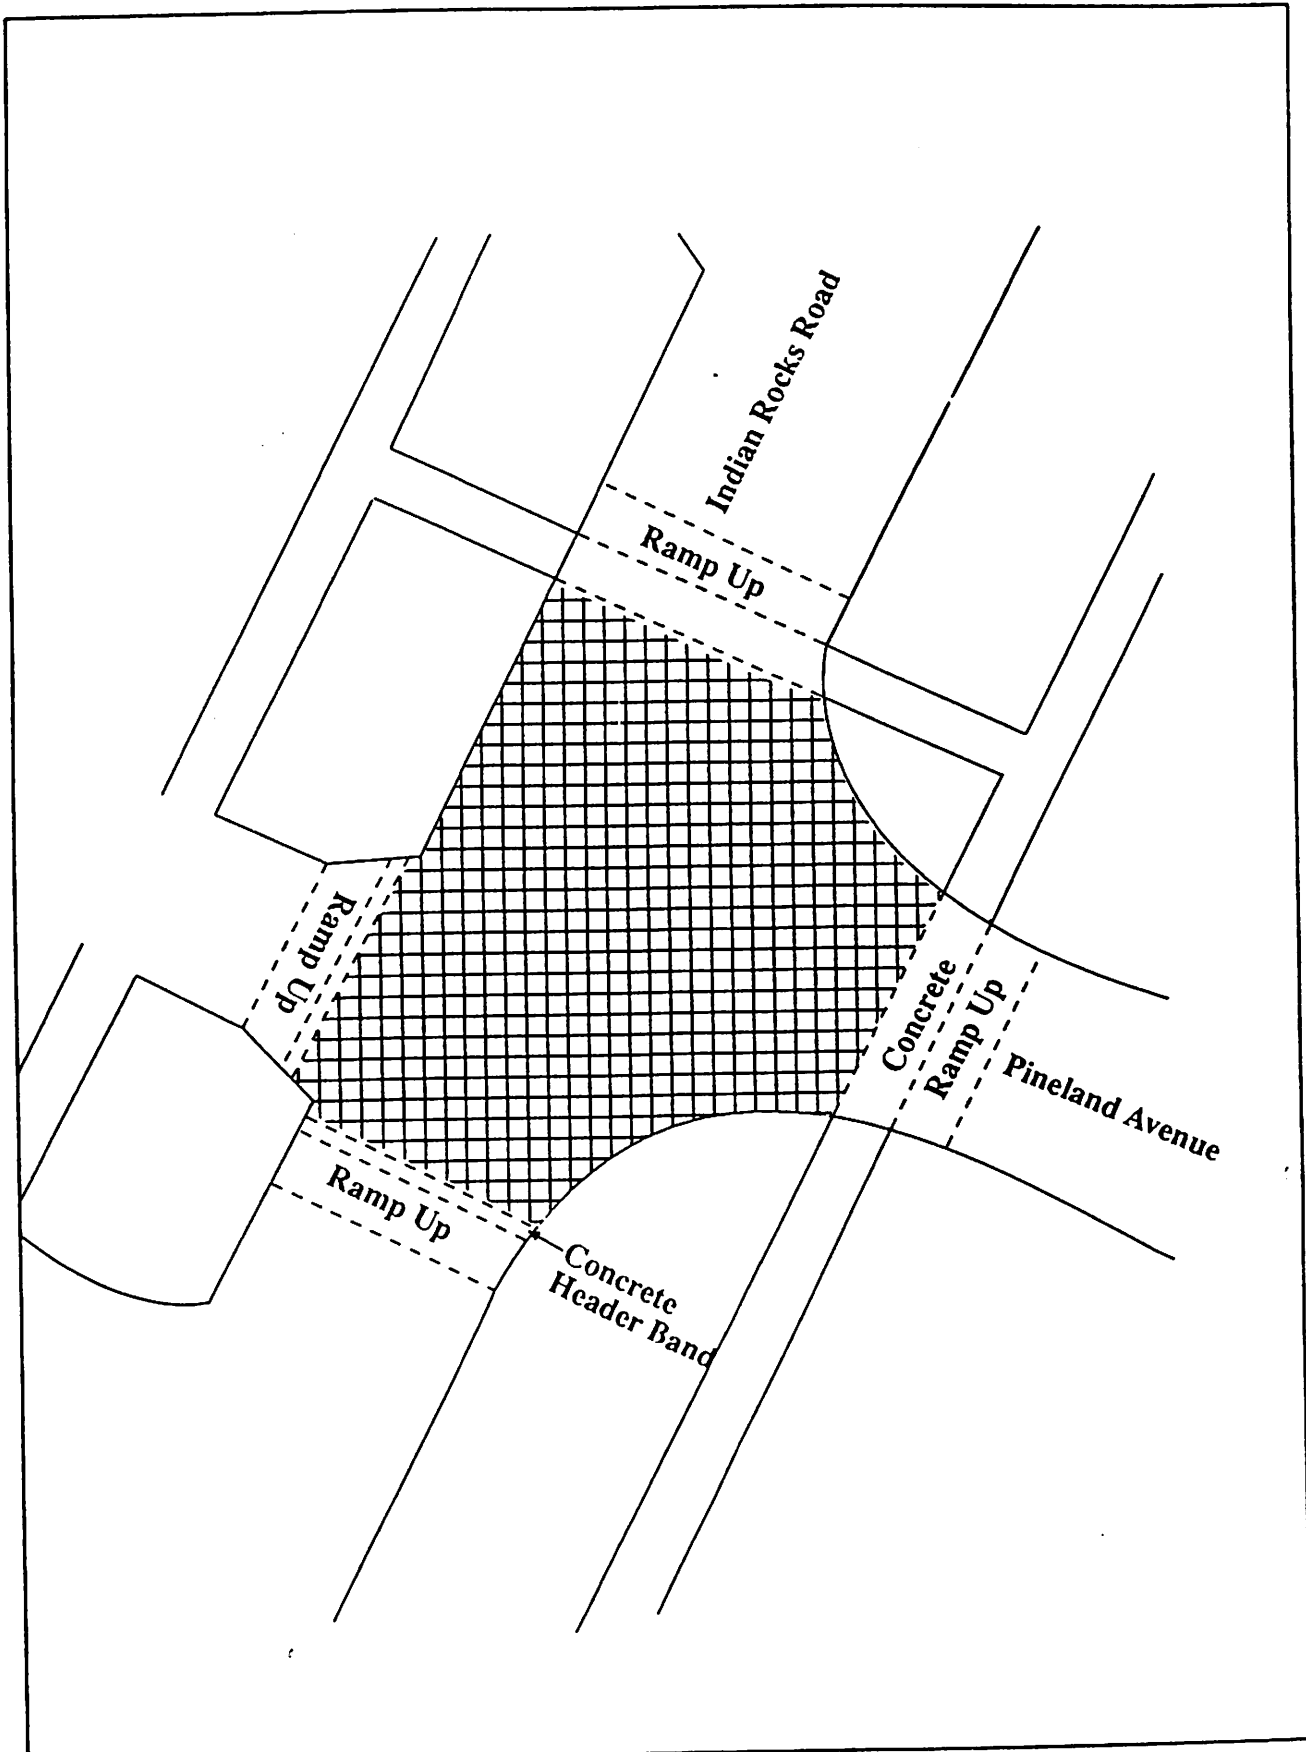 Indian Rocks Road
Ramp Up
Ramp Up
Concrete
Ramp Up
Pineland Avenue
Ramp Up
Concrete
Header Band